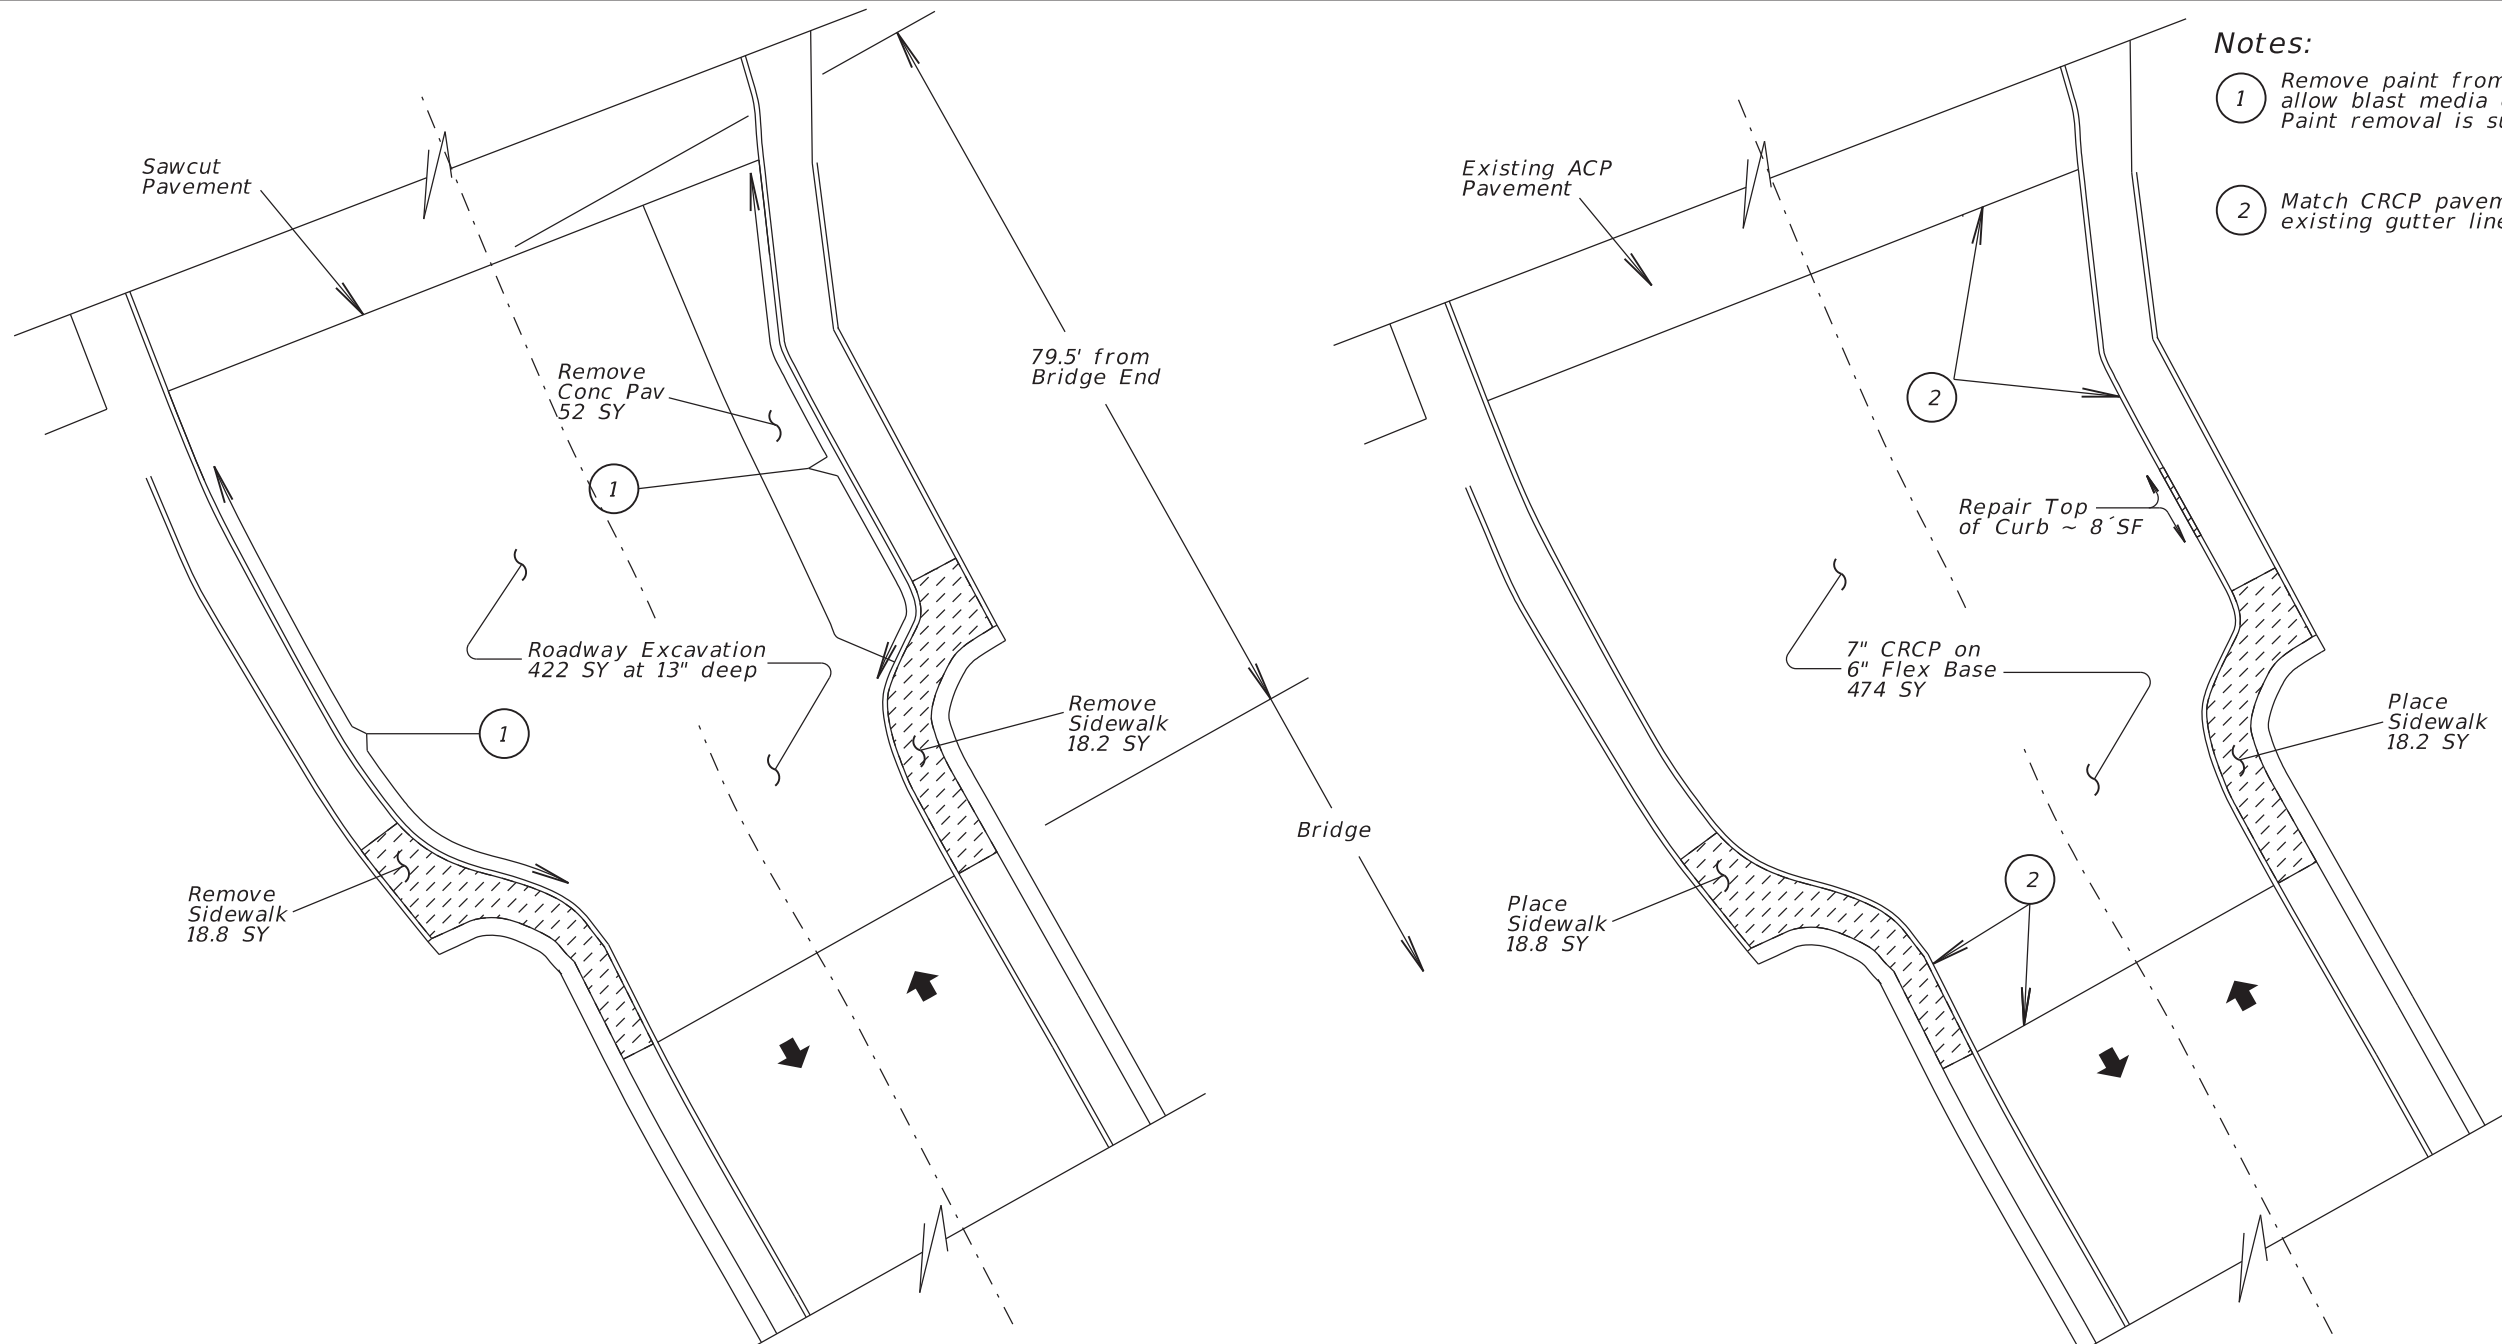 Sawcut
Pavement
Remove
Conc Pav
52 SY
1
Roadway Excavation
422 SY at 13" deep
1
Remove
Sidewalk
18.8 SY
Remove
Sidewalk
18.2 SY
79.5' from
Bridge End
Bridge
Existing ACP
Pavement
2
Repair Top
of Curb ~ 8 SF
7" CRCP on
6" Flex Base
474 SY
Place
Sidewalk
18.2 SY
2
Place
Sidewalk
18.8 SY
Notes:
1 Remove paint from
allow blast media
Paint removal is
2 Match CRCP
existing gutter